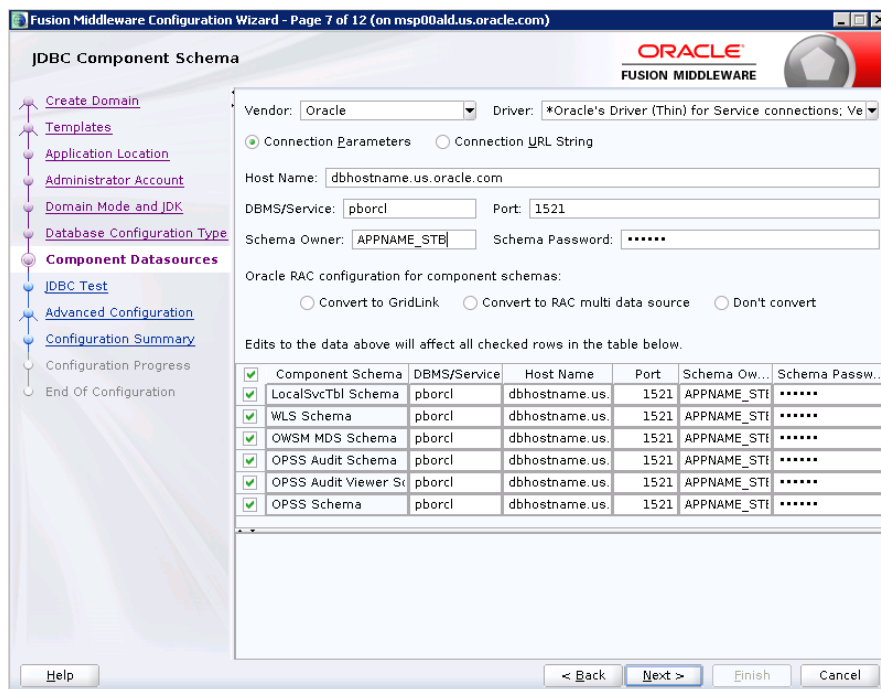 Fusion Middleware Configuration Wizard - Page 7 of 12 (on msp00ald.us.oracle.com)
JDBC Component Schema
ORACLE
FUSION MIDDLEWARE
Create Domain
Templates
Application Location
Administrator Account
Domain Mode and JDK
Database Configuration Type
Component Datasources
JDBC Test
Advanced Configuration
Configuration Summary
Configuration Progress
End Of Configuration
Vendor: Oracle Driver: *Oracle's Driver (Thin) for Service connections; Ve
Connection Parameters Connection URL String
Host Name: dbhostname.us.oracle.com
DBMS/Service: pborcl Port: 1521
Schema Owner: APPNAME_STB Schema Password: ••••••
Oracle RAC configuration for component schemas:
Convert to GridLink Convert to RAC multi data source Don't convert
Edits to the data above will affect all checked rows in the table below.
Component Schema DBMS/Service Host Name Port Schema Ow... Schema Passw...
LocalSvcTbl Schema pborcl dbhostname.us. 1521 APPNAME_STE ••••••
WLS Schema pborcl dbhostname.us. 1521 APPNAME_STE ••••••
OWSM MDS Schema pborcl dbhostname.us. 1521 APPNAME_STE ••••••
OPSS Audit Schema pborcl dbhostname.us. 1521 APPNAME_STE ••••••
OPSS Audit Viewer Sc pborcl dbhostname.us. 1521 APPNAME_STE ••••••
OPSS Schema pborcl dbhostname.us. 1521 APPNAME_STE ••••••
Help < Back Next > Finish Cancel